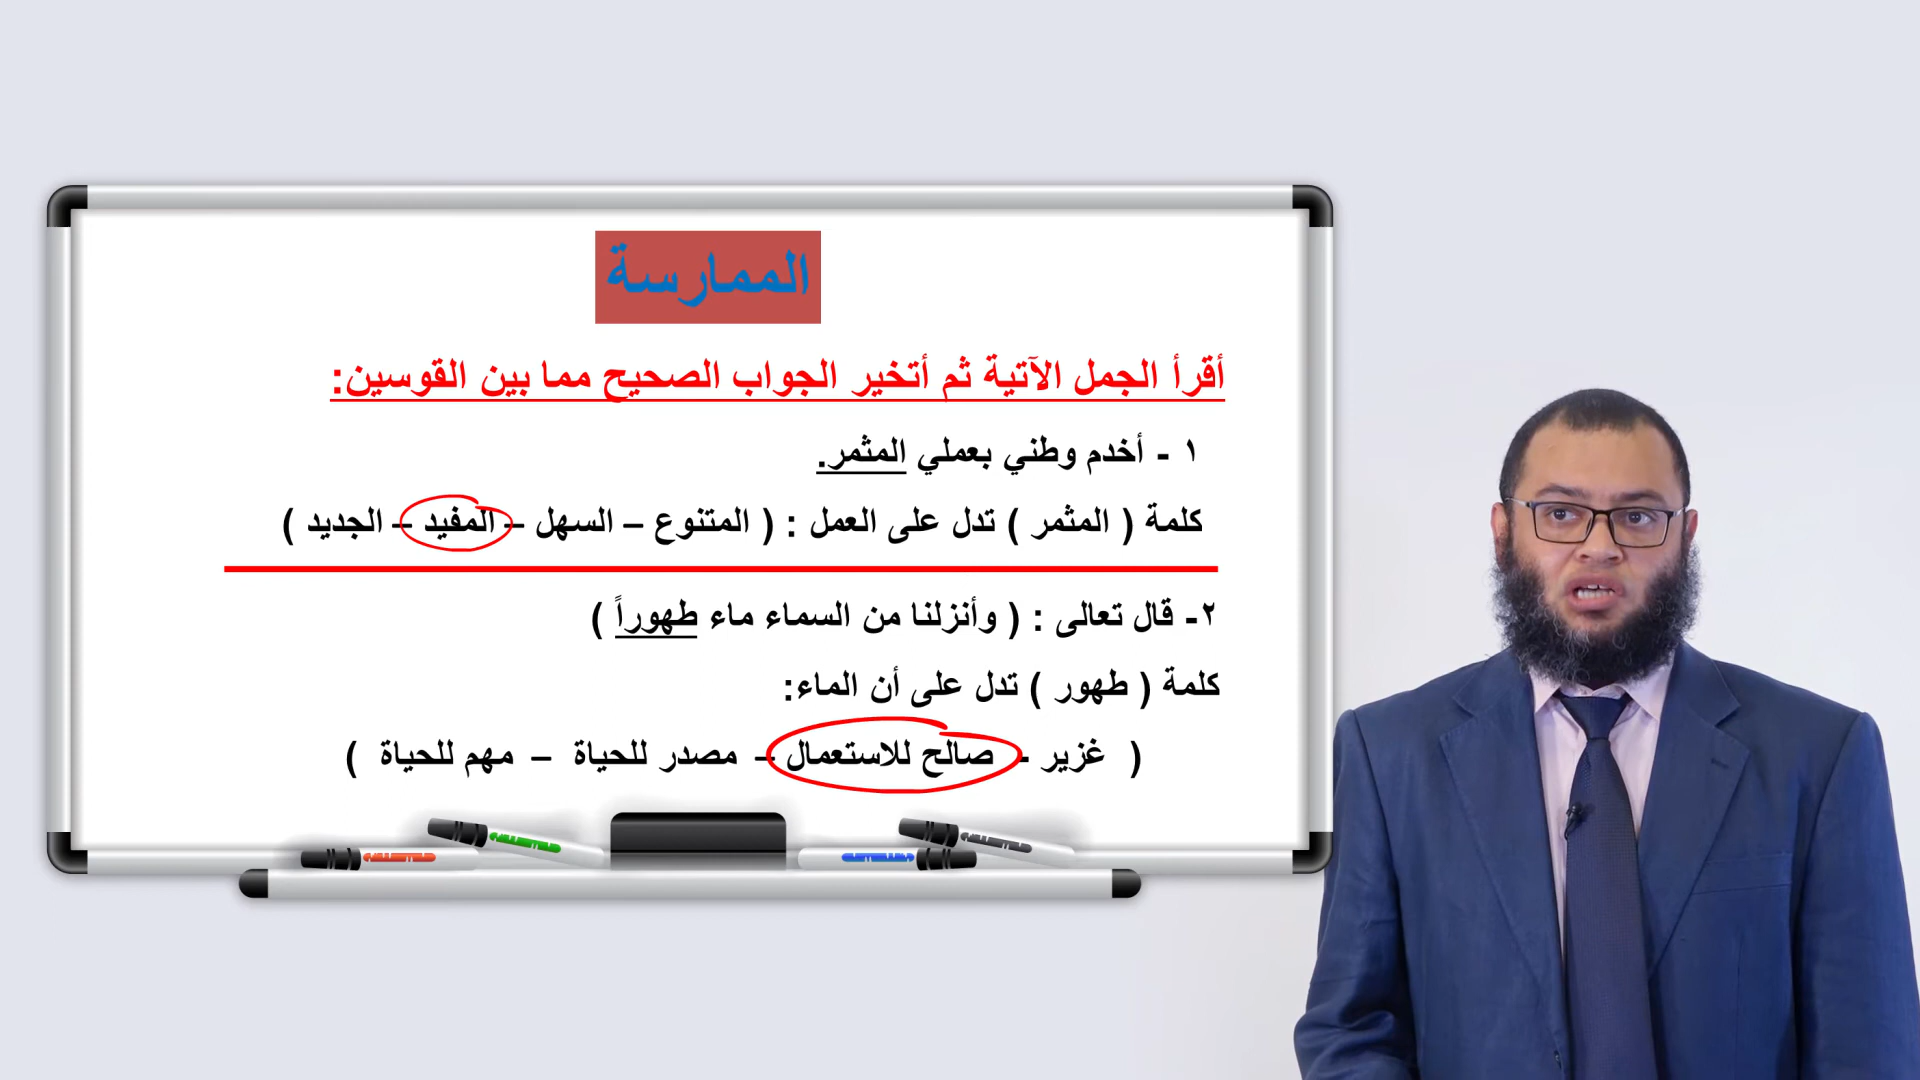 الممارسة
أقرأ الجمل الآتية ثم أتخير الجواب الصحيح مما بين القوسين:
١ - أخدم وطني بعملي المثمر.
كلمة ( المثمر ) تدل على العمل : ( المتنوع – السهل – المفيد – الجديد )
٢- قال تعالى : ( وأنزلنا من السماء ماء طهوراً )
كلمة ( طهور ) تدل على أن الماء:
( غزير - صالح للاستعمال – مصدر للحياة – مهم للحياة )